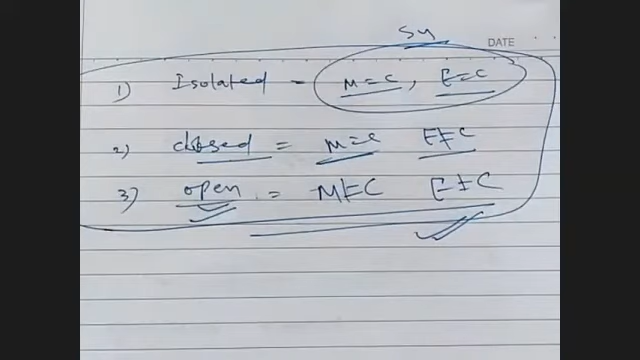 Sy
DATE
1) Isolated = M = C, E = C
2) closed = M = C E ≠ C
3) open = M ≠ C E ≠ C